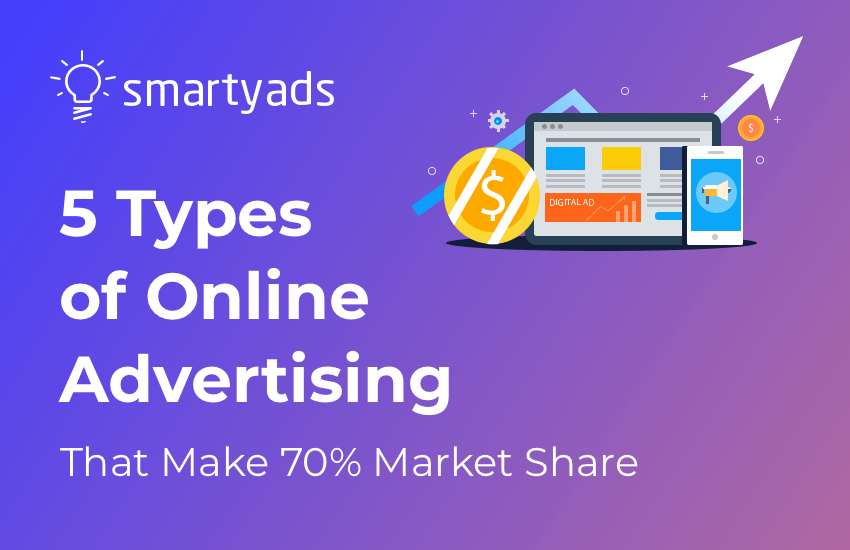 smartyads
5 Types
of Online
Advertising
That Make 70% Market Share
$
DIGITAL AD
$